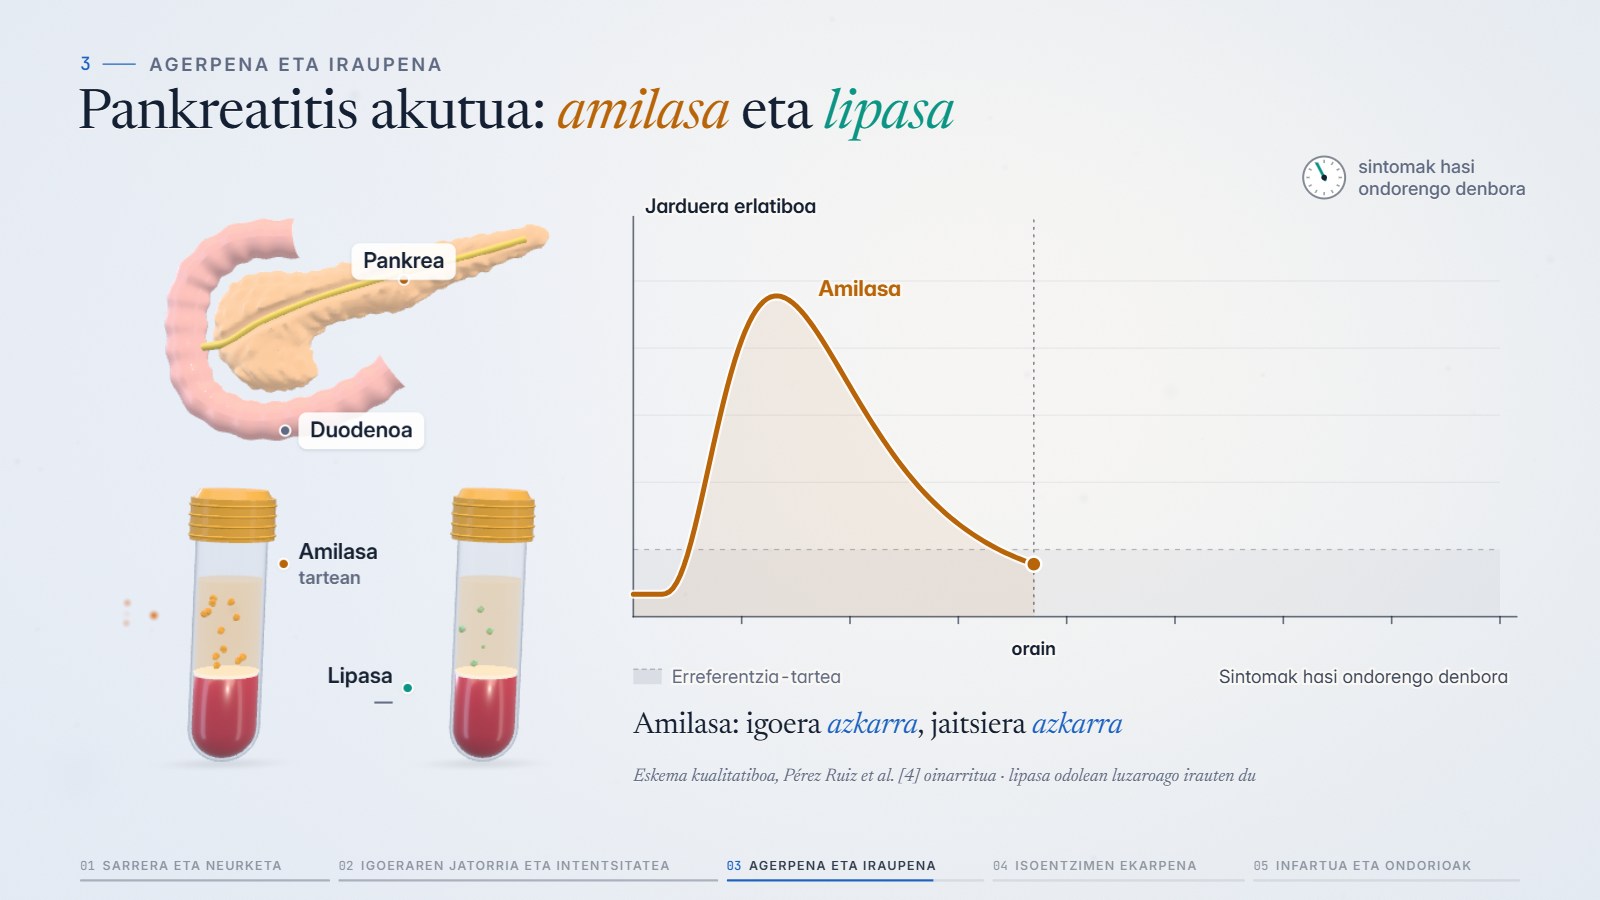 3 — AGERPENA ETA IRAUPENA
Pankreatitis akutua: amilasa eta lipasa
sintomak hasi
ondorengo denbora
Jarduera erlatiboa
Pankrea
Amilasa
Duodenoa
Amilasa
tartean
Lipasa
—
orain
Erreferentzia-tartea
Sintomak hasi ondorengo denbora
Amilasa: igoera azkarra, jaitsiera azkarra
Eskema kualitatiboa, Pérez Ruiz et al. [4] oinarritua · lipasa odolean luzaroago irauten du
01 SARRERA ETA NEURKETA
02 IGOERAREN JATORRIA ETA INTENTSITATEA
03 AGERPENA ETA IRAUPENA
04 ISOENTZIMEN EKARPENA
05 INFARTUA ETA ONDORIOAK